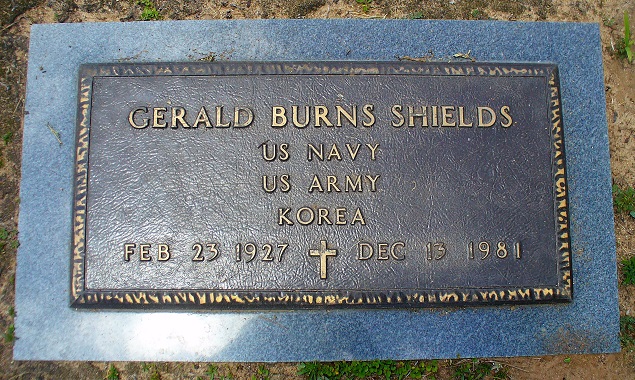 GERALD BURNS SHIELDS
US NAVY
US ARMY
KOREA
FEB 23 1927 DEC 13 1981